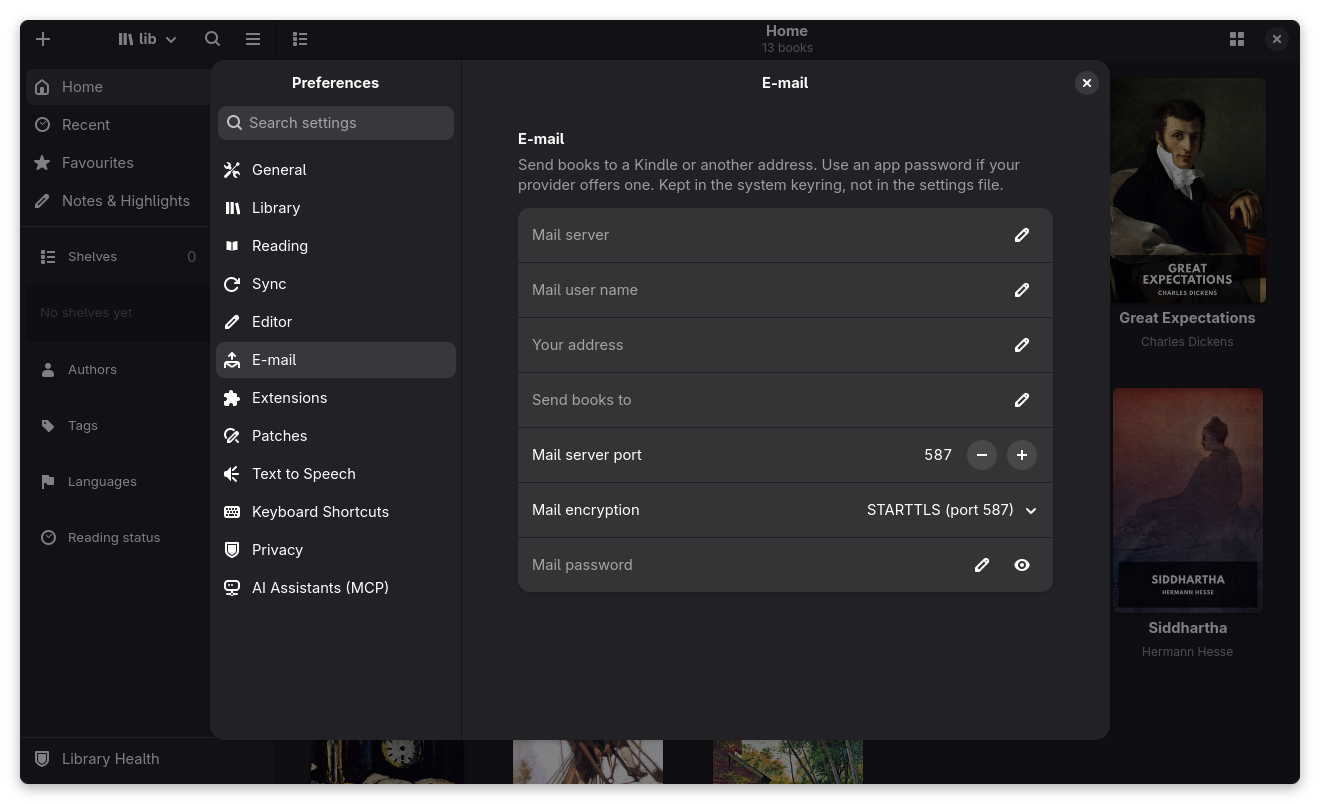 lib
Home
13 books
Home
Recent
Favourites
Notes & Highlights
Shelves
0
No shelves yet
Authors
Tags
Languages
Reading status
Library Health
Preferences
Search settings
General
Library
Reading
Sync
Editor
E-mail
Extensions
Patches
Text to Speech
Keyboard Shortcuts
Privacy
AI Assistants (MCP)
E-mail
E-mail
Send books to a Kindle or another address. Use an app password if your
provider offers one. Kept in the system keyring, not in the settings file.
Mail server
Mail user name
Your address
Send books to
Mail server port
587
Mail encryption
STARTTLS (port 587)
Mail password
GREAT
EXPECTATIONS
CHARLES DICKENS
Great Expectations
Charles Dickens
SIDDHARTHA
HERMANN HESSE
Siddhartha
Hermann Hesse